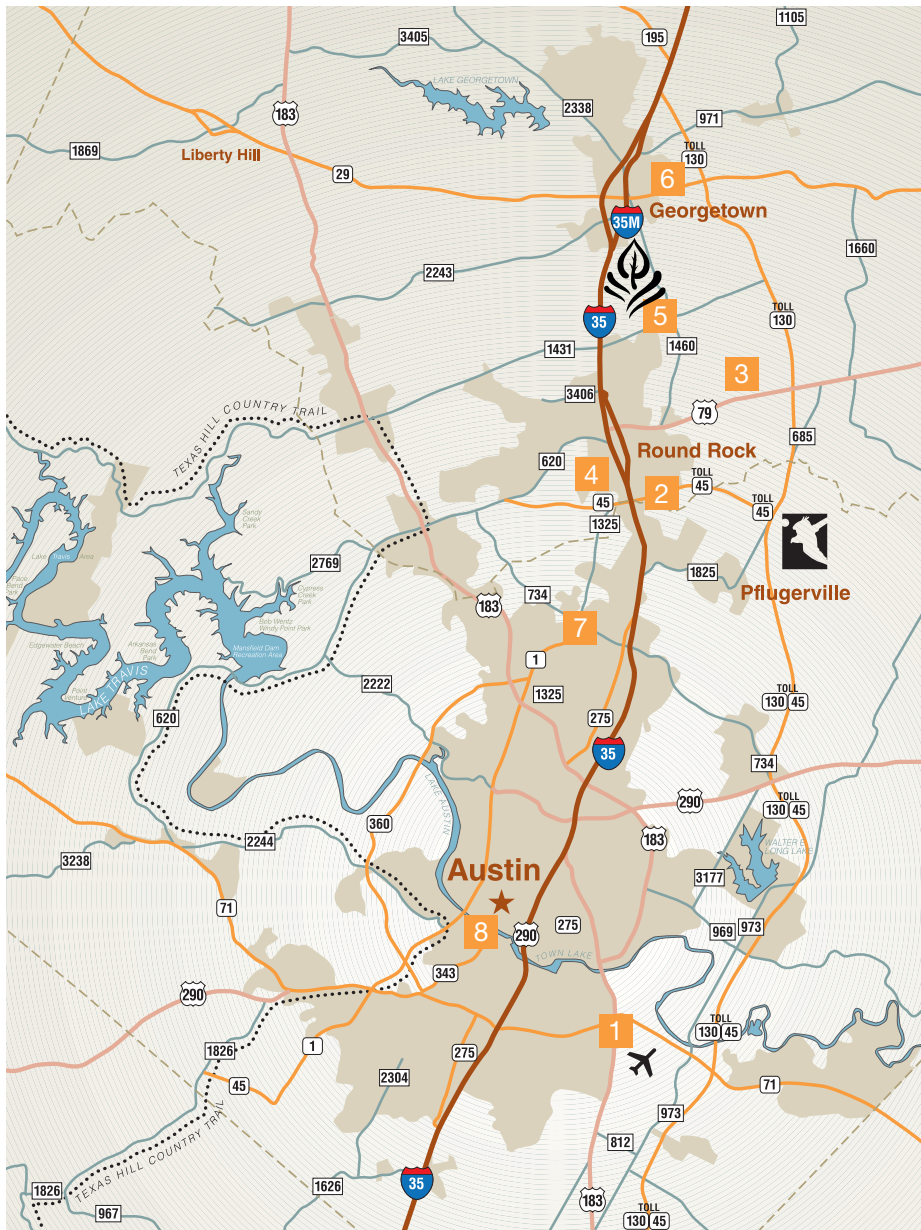 1105
3405
195
LAKE GEORGETOWN
183
2338
971
1869
Liberty Hill
TOLL
130
29
6
Georgetown
35M
1660
2243
5
TOLL
130
35
1431
1460
3
3406
79
TEXAS HILL COUNTRY TRAIL
685
Round Rock
620
4
TOLL
45
2
45
1325
TOLL
45
Sandy
Creek
Park
2769
1825
Cypress
Creek
Park
Pflugerville
183
734
Bob Wentz
Windy Point Park
7
Edgewater Beach
Arkansas
Bend
Park
Mansfield Dam
Recreation Area
1
LAKE TRAVIS
2222
1325
TOLL
130 45
620
275
35
734
LAKE AUSTIN
290
TOLL
130 45
360
183
2244
WALTER E
LONG LAKE
3238
Austin
3177
71
8
275
969
973
290
TOWN LAKE
343
290
1
TOLL
130 45
1826
1
275
45
2304
71
TEXAS HILL COUNTRY TRAIL
973
812
35
1626
1826
183
967
TOLL
130 45